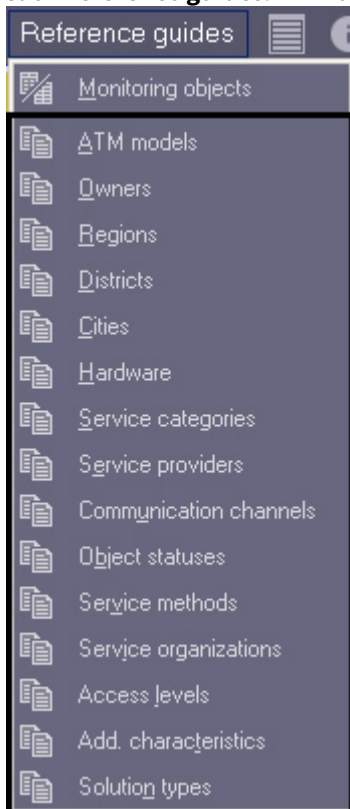 Reference guides
Monitoring objects
ATM models
Owners
Regions
Districts
Cities
Hardware
Service categories
Service providers
Communication channels
Object statuses
Service methods
Service organizations
Access levels
Add. characteristics
Solution types